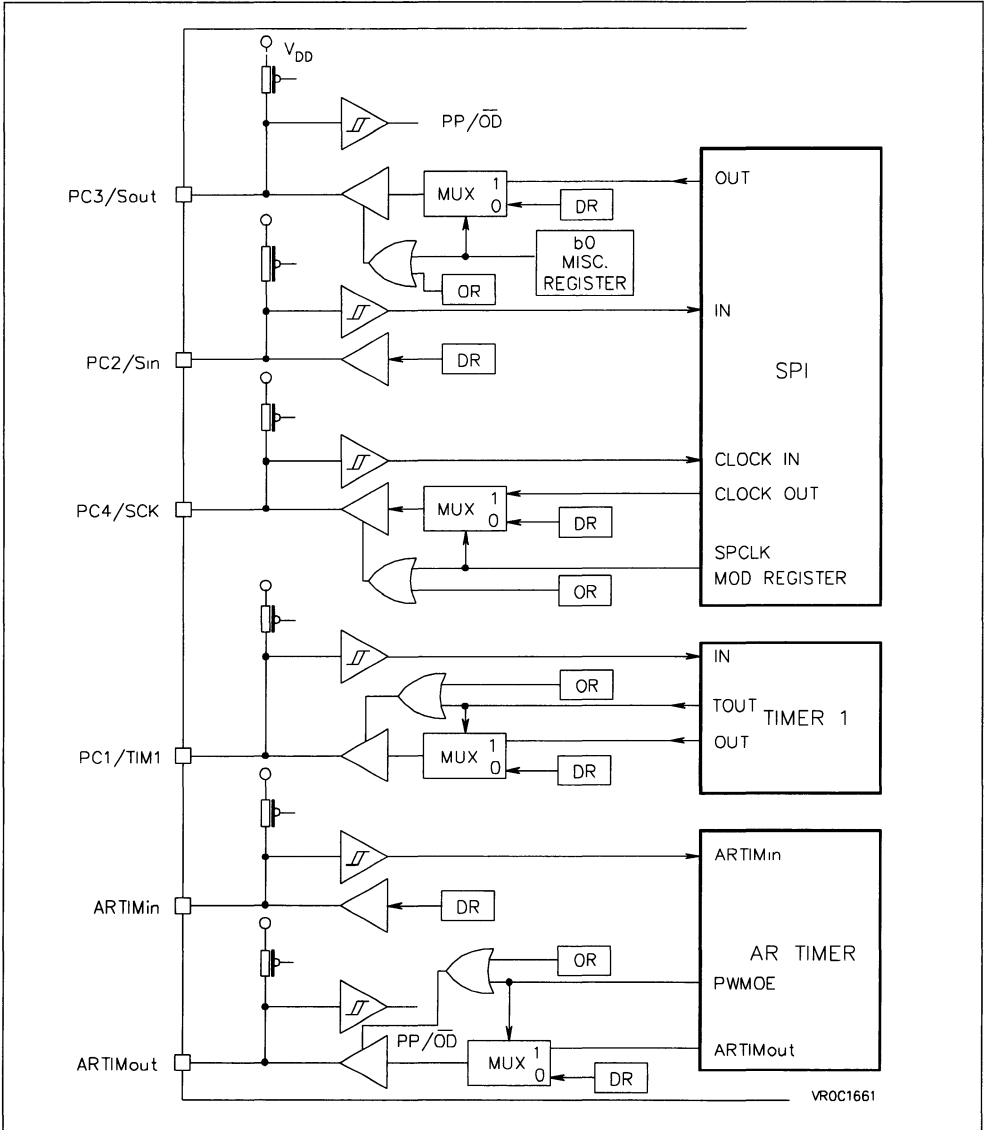 V_DD
PP/O̅D̅
PC3/Sout
MUX 1
0
OUT
DR
b0
MISC.
REGISTER
OR
IN
PC2/Sin
DR
SPI
CLOCK IN
PC4/SCK
MUX 1
0
CLOCK OUT
DR
SPCLK
MOD REGISTER
OR
IN
OR
TOUT
TIMER 1
PC1/TIM1
MUX 1
0
OUT
DR
ARTIMin
ARTIMin
DR
AR TIMER
OR
PWMOE
PP/O̅D̅
ARTIMout
MUX 1
0
ARTIMout
DR
VR0C1661